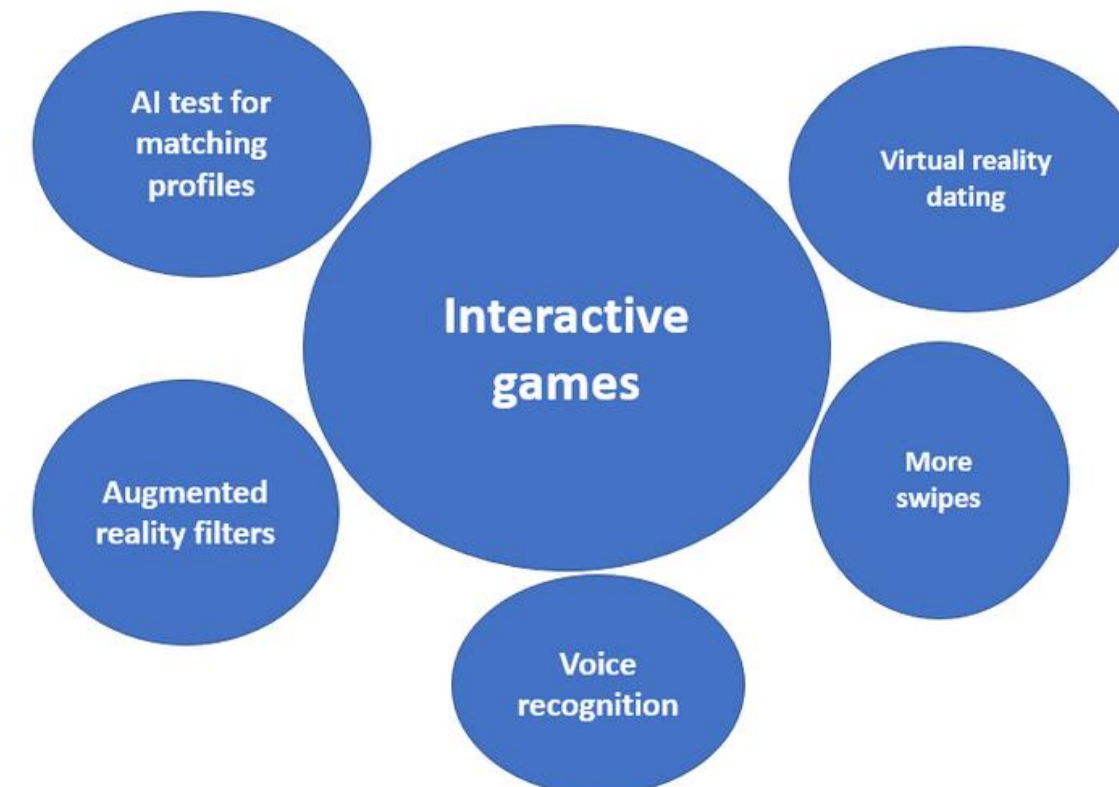 AI test for
matching
profiles
Virtual reality
dating
Interactive
games
More
swipes
Augmented
reality filters
Voice
recognition